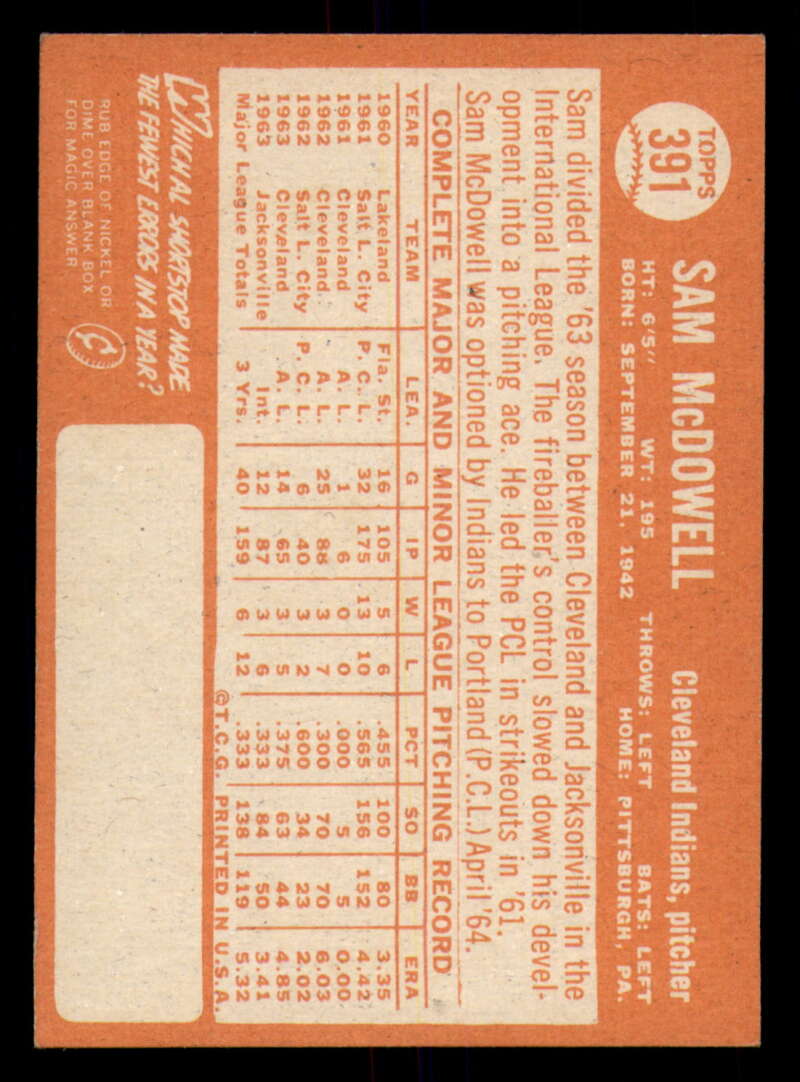 TOPPS
391
SAM McDOWELL
Cleveland Indians, pitcher
HT: 6'5" WT: 195 THROWS: LEFT BATS: LEFT
BORN: SEPTEMBER 21, 1942 HOME: PITTSBURGH, PA.
Sam divided the '63 season between Cleveland and Jacksonville in the
International League. The fireballer's control slowed down his devel-
opment into a pitching ace. He led the PCL in strikeouts in '61.
Sam McDowell was optioned by Indians to Portland (P.C.L.) April '64.
COMPLETE MAJOR AND MINOR LEAGUE PITCHING RECORD
YEAR TEAM LEA. G IP W L PCT SO BB ERA
1960 Lakeland Fla. St. 16 105 5 6 .455 100 80 3.35
1961 Salt L. City P. C. L. 32 175 13 10 .565 156 152 4.42
1961 Cleveland A. L. 1 6 0 0 .000 5 5 0.00
1962 Cleveland A. L. 25 88 3 7 .300 70 70 6.03
1962 Salt L. City P. C. L. 6 40 3 2 .600 34 23 2.02
1963 Cleveland A. L. 14 65 3 5 .375 63 44 4.85
1963 Jacksonville Int. 12 87 3 6 .333 84 50 3.41
Major League Totals 3 Yrs. 40 159 6 12 .333 138 119 5.32
©T.C.G. PRINTED IN U.S.A.
WHICH AL SHORTSTOP MADE
THE FEWEST ERRORS IN A YEAR?
RUB EDGE OF NICKEL OR
DIME OVER BLANK BOX
FOR MAGIC ANSWER